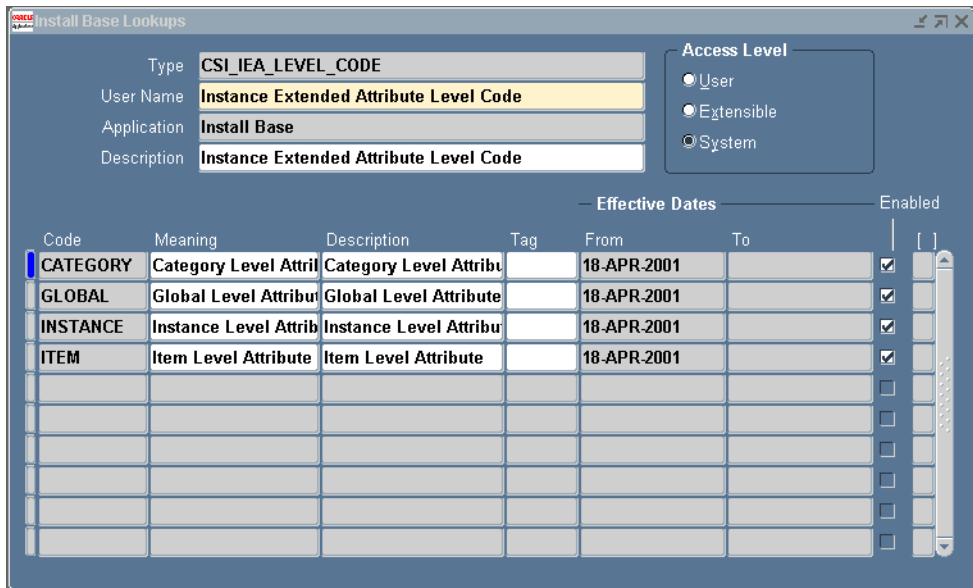 ORACLE
Install Base Lookups
Type CSI_IEA_LEVEL_CODE
User Name Instance Extended Attribute Level Code
Application Install Base
Description Instance Extended Attribute Level Code
Access Level
User
Extensible
System
Effective Dates Enabled
Code Meaning Description Tag From To [ ]
CATEGORY Category Level Attril Category Level Attribu 18-APR-2001
GLOBAL Global Level Attribut Global Level Attribute 18-APR-2001
INSTANCE Instance Level Attrib Instance Level Attribut 18-APR-2001
ITEM Item Level Attribute Item Level Attribute 18-APR-2001